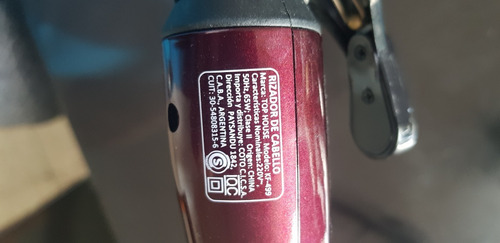 RIZADOR DE CABELLO
Marca: TOP HOUSE Modelo: KF-499
Características Nominales: 220V~,
50Hz, 65W; Clase II Origen: CHINA
Importa y distribuye: COTO C.I.C.S.A.
Dirección PAYSANDU 1842,
C.A.B.A., ARGENTINA
CUIT: 30-54808315-6
S